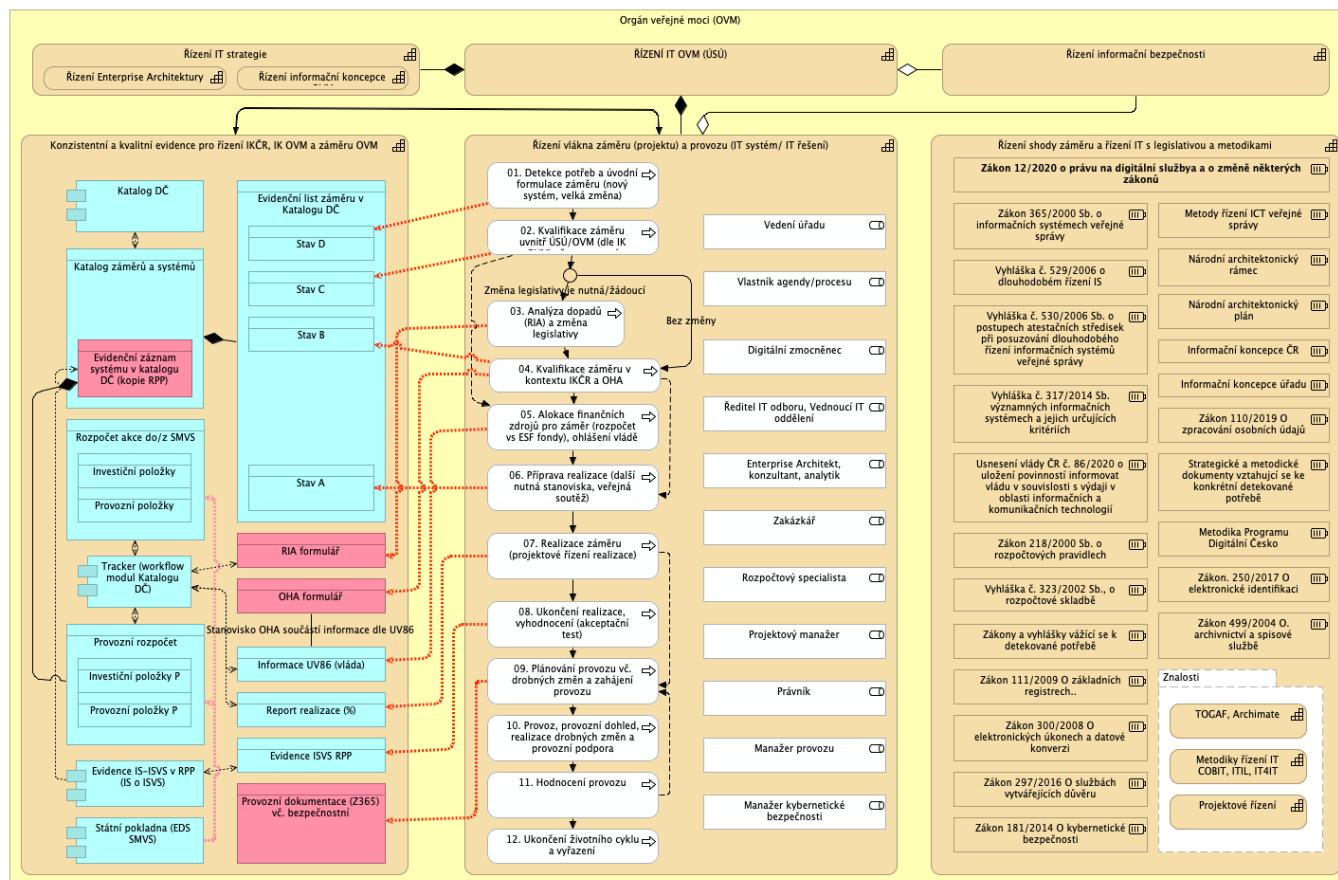 Orgán veřejné moci (OVM)
Řízení IT strategie
Řízení Enterprise Architektury
Řízení informační koncepce
ŘÍZENÍ IT OVM (ÚSÚ)
Řízení informační bezpečnosti
Konzistentní a kvalitní evidence pro řízení IKČR, IK OVM a záměru OVM
Katalog DČ
Katalog záměrů a systémů
Evidenční záznam
systému v katalogu
DČ (kopie RPP)
Rozpočet akce do/z SMVS
Investiční položky
Provozní položky
Tracker (workflow
modul Katalogu
DČ)
Provozní rozpočet
Investiční položky P
Provozní položky P
Evidence IS-ISVS v RPP
(IS o ISVS)
Státní pokladna (EDS
SMVS)
Evidenční list záměru v
Katalogu DČ
Stav D
Stav C
Stav B
Stav A
RIA formulář
OHA formulář
Stanovisko OHA součástí informace dle UV86
Informace UV86 (vláda)
Report realizace (%)
Evidence ISVS RPP
Provozní dokumentace (Z365)
vč. bezpečnostní
Řízení vlákna záměru (projektu) a provozu (IT systém/ IT řešení)
01. Detekce potřeb a úvodní
formulace záměru (nový
systém, velká změna)
02. Kvalifikace záměru
uvnitř ÚSÚ/OVM (dle IK
Změna legislativy je nutná/žádoucí
Bez změny
03. Analýza dopadů
(RIA) a změna
legislativy
04. Kvalifikace záměru v
kontextu IKČR a OHA
05. Alokace finančních
zdrojů pro záměr (rozpočet
vs ESF fondy), ohlášení vládě
06. Příprava realizace (další
nutná stanoviska, veřejná
soutěž)
07. Realizace záměru
(projektové řízení realizace)
08. Ukončení realizace,
vyhodnocení (akceptační
test)
09. Plánování provozu vč.
drobných změn a zahájení
provozu
10. Provoz, provozní dohled,
realizace drobných změn a
provozní podpora
11. Hodnocení provozu
12. Ukončení životního cyklu
a vyřazení
Vedení úřadu
Vlastník agendy/procesu
Digitální zmocněnec
Ředitel IT odboru, Vednoucí IT
oddělení
Enterprise Architekt,
konzultant, analytik
Zakázkář
Rozpočtový specialista
Projektový manažer
Právník
Manažer provozu
Manažer kybernetické
bezpečnosti
Řízení shody záměru a řízení IT s legislativou a metodikami
Zákon 12/2020 o právu na digitální služba a o změně některých
zákonů
Zákon 365/2000 Sb. o
informačních systémech veřejné
správy
Vyhláška č. 529/2006 o
dlouhodobém řízení IS
Vyhláška č. 530/2006 Sb. o
postupech atestačních středisek
při posuzování dlouhodobého
řízení informačních systémů
veřejné správy
Vyhláška č. 317/2014 Sb.
významných informačních
systémech a jejich určujících
kritériích
Usnesení vlády ČR č. 86/2020 o
uložení povinností informovat
vládu v souvislosti s výdaji v
oblasti informačních a
komunikačních technologií
Zákon 218/2000 Sb. o
rozpočtových pravidlech
Vyhláška č. 323/2002 Sb., o
rozpočtové skladbě
Zákony a vyhlášky vážící se k
detekované potřebě
Zákon 111/2009 O základních
registrech..
Zákon 300/2008 O
elektronických úkonech a datové
konverzi
Zákon 297/2016 O službách
vytvářejících důvěru
Zákon 181/2014 O kybernetické
bezpečnosti
Metody řízení ICT veřejné
správy
Národní architektonický
rámec
Národní architektonický
plán
Informační koncepce ČR
Informační koncepce úřadu
Zákon 110/2019 O
zpracování osobních údajů
Strategické a metodické
dokumenty vztahující se ke
konkrétní detekované
potřebě
Metodika Programu
Digitální Česko
Zákon. 250/2017 O
elektronické identifikaci
Zákon 499/2004 O.
archivnictví a spisové
službě
Znalosti
TOGAF, Archimate
Metodiky řízení IT
COBIT, ITIL, IT4IT
Projektové řízení